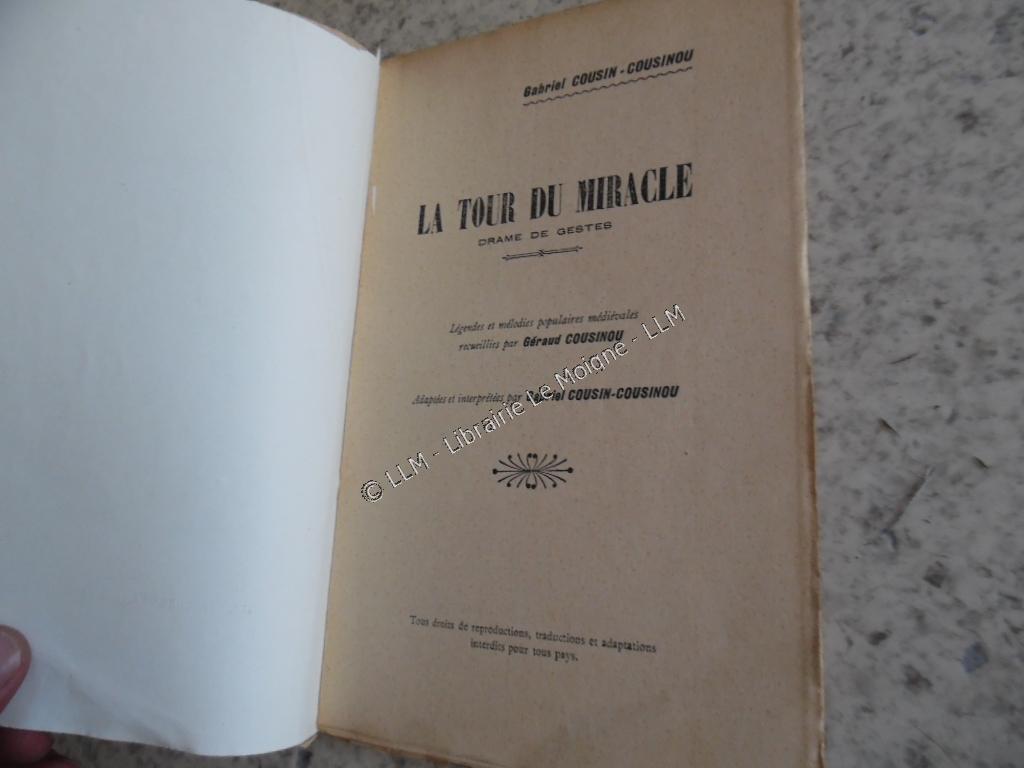 Gabriel COUSIN-COUSINOU
LA TOUR DU MIRACLE
DRAME DE GESTES
Légendes et mélodies populaires médiévales
recueillies par Géraud COUSINOU
Adaptées et interprétées par Gabriel COUSIN-COUSINOU
© LLM - Librairie Le Moigne - LLM
Tous droits de reproductions, traductions et adaptations
interdits pour tous pays.